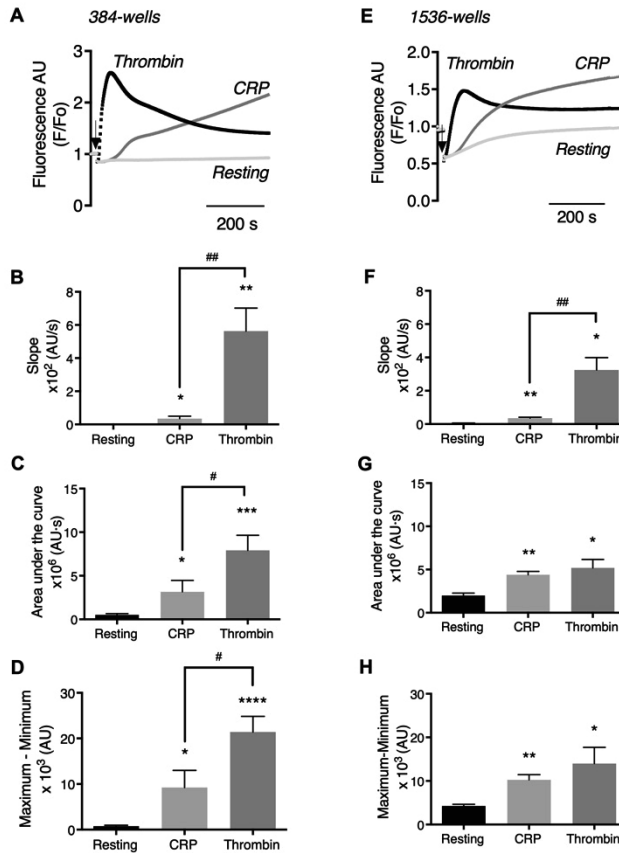 A
384-wells
Fluorescence AU
(F/Fo)
3
2
1
0
Thrombin
CRP
Resting
200 s
E
1536-wells
Fluorescence AU
(F/Fo)
2.0
1.5
1.0
0.5
0.0
Thrombin
CRP
Resting
200 s
B
Slope
x10² (AU/s)
8
6
4
2
0
##
*
**
Resting
CRP
Thrombin
F
Slope
x10² (AU/s)
8
6
4
2
0
##
**
*
Resting
CRP
Thrombin
C
Area under the curve
x10⁶ (AU·s)
15
10
5
0
#
*
***
Resting
CRP
Thrombin
G
Area under the curve
x10⁶ (AU·s)
15
10
5
0
**
*
Resting
CRP
Thrombin
D
Maximum - Minimum
x 10³ (AU)
30
20
10
0
#
*
****
Resting
CRP
Thrombin
H
Maximum-Minimum
x 10³ (AU)
30
20
10
0
**
*
Resting
CRP
Thrombin